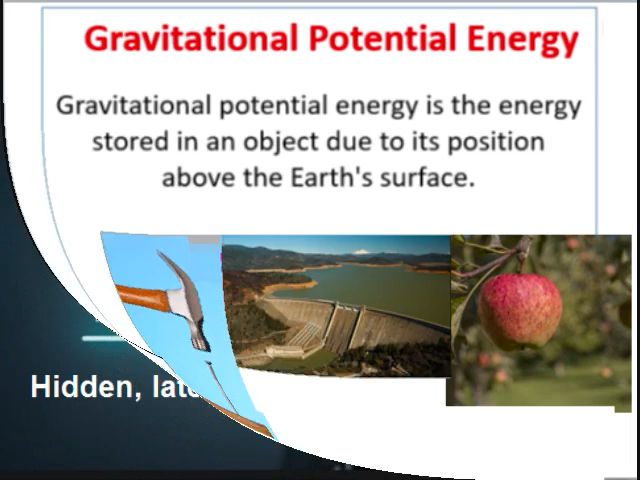 Gravitational Potential Energy
Gravitational potential energy is the energy
stored in an object due to its position
above the Earth's surface.
Hidden,